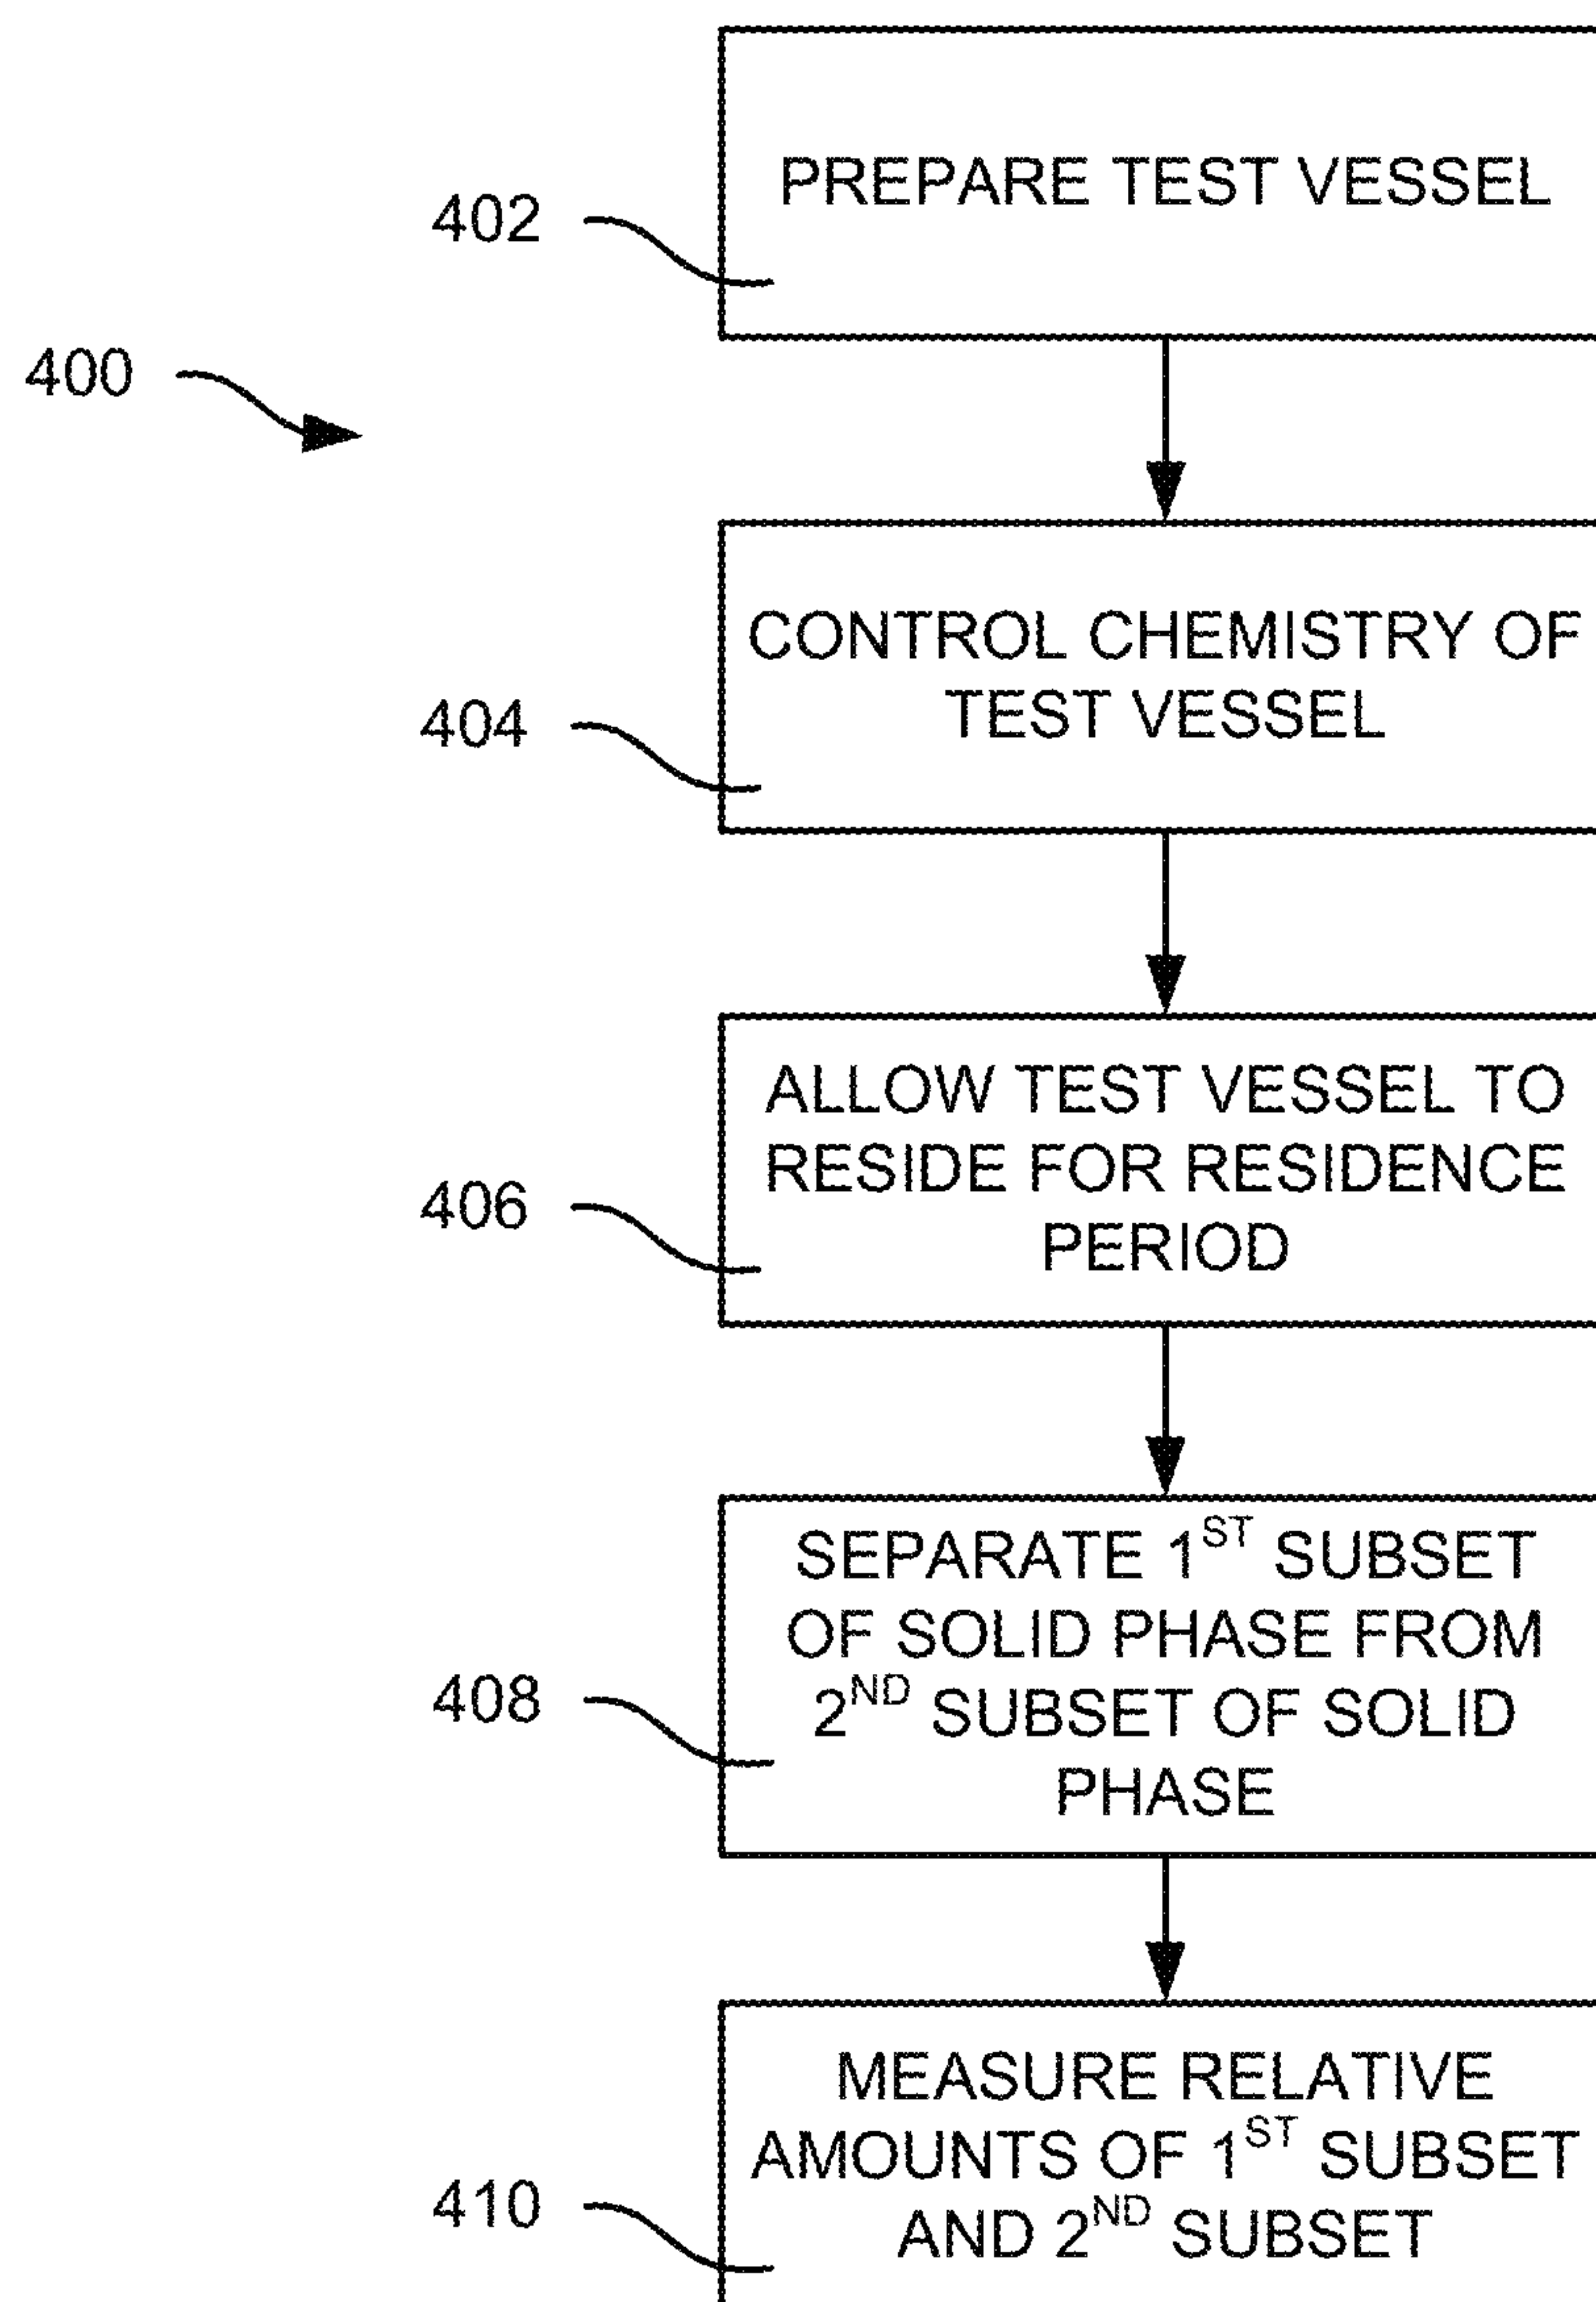 PREPARE TEST VESSEL
402
400
CONTROL CHEMISTRY OF
TEST VESSEL
404
ALLOW TEST VESSEL TO
RESIDE FOR RESIDENCE
PERIOD
406
SEPARATE 1ST SUBSET
OF SOLID PHASE FROM
2ND SUBSET OF SOLID
PHASE
408
MEASURE RELATIVE
AMOUNTS OF 1ST SUBSET
AND 2ND SUBSET
410